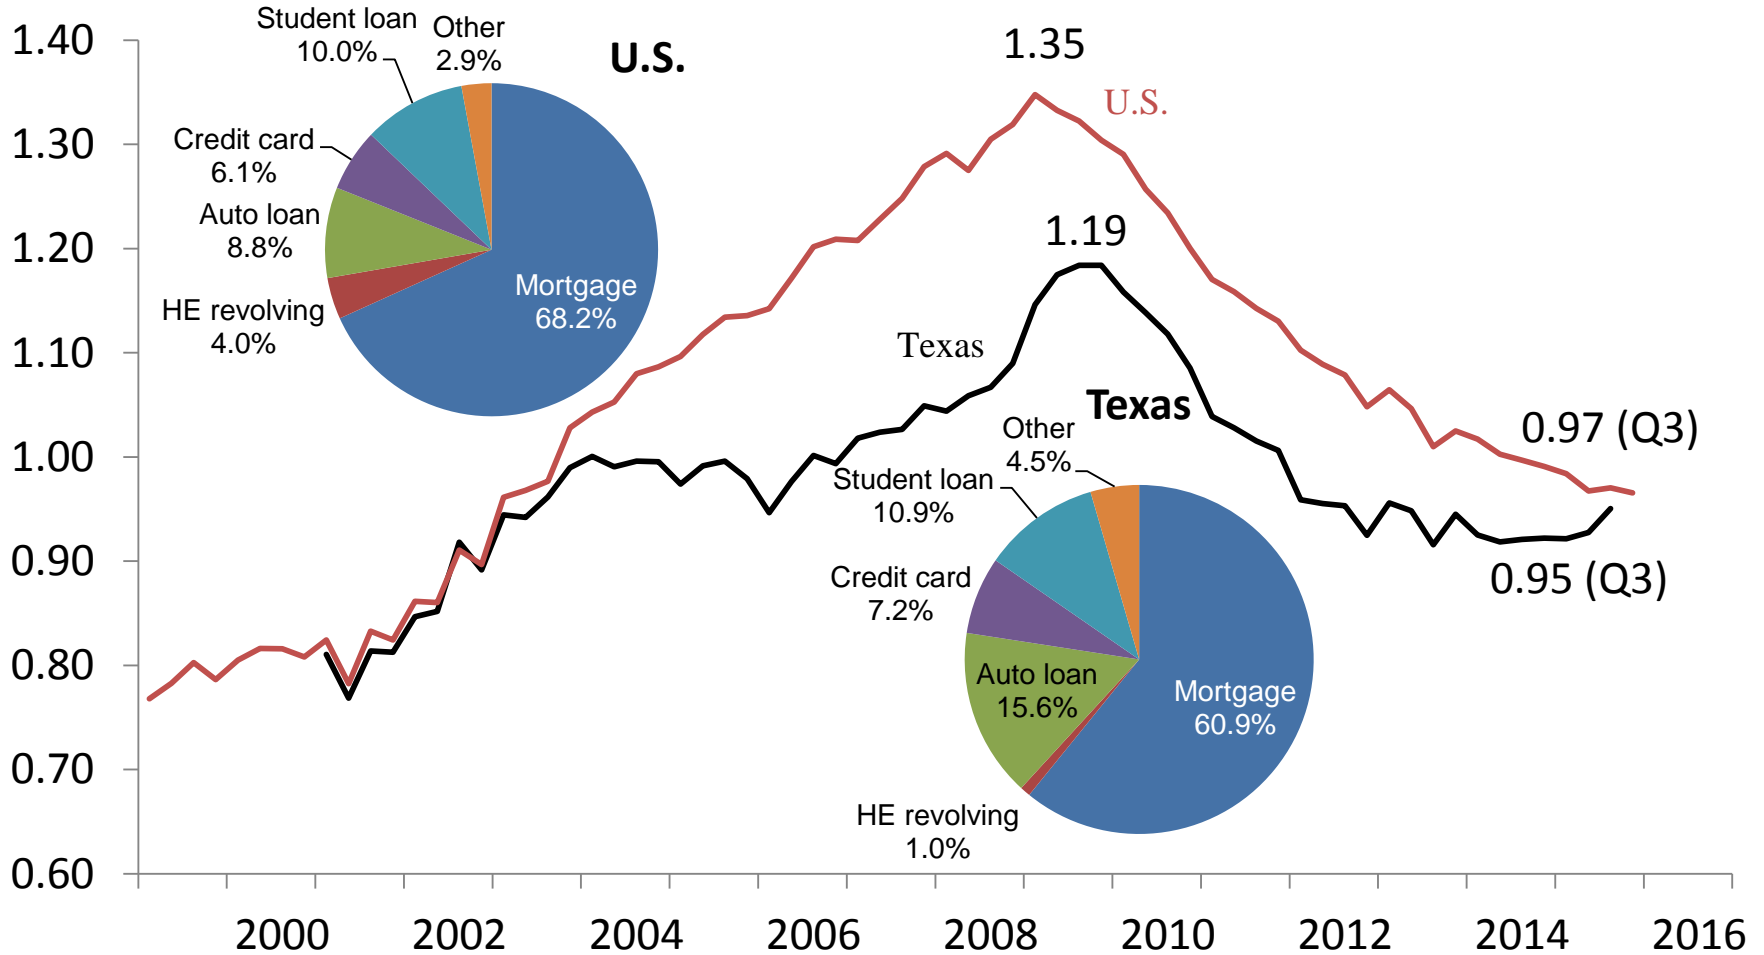 1.40
1.30
1.20
1.10
1.00
0.90
0.80
0.70
0.60
U.S.
Student loan
10.0%
Other
2.9%
Credit card
6.1%
Auto loan
8.8%
HE revolving
4.0%
Mortgage
68.2%
1.35
U.S.
1.19
Texas
Texas
Other
4.5%
Student loan
10.9%
Credit card
7.2%
Auto loan
15.6%
HE revolving
1.0%
Mortgage
60.9%
0.97 (Q3)
0.95 (Q3)
2000 2002 2004 2006 2008 2010 2012 2014 2016